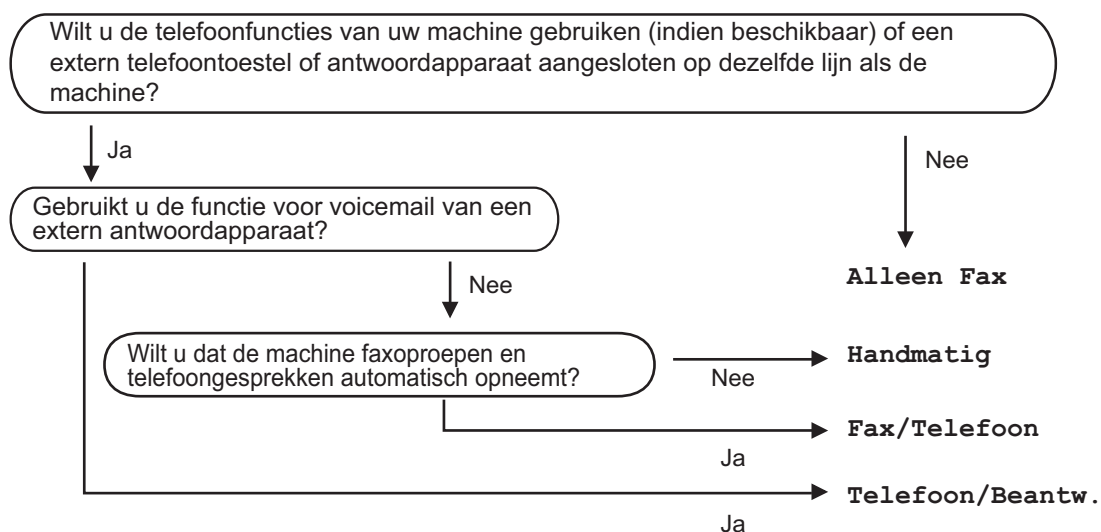 Wilt u de telefoonfuncties van uw machine gebruiken (indien beschikbaar) of een
extern telefoontoestel of antwoordapparaat aangesloten op dezelfde lijn als de
machine?
Ja
Nee
Gebruikt u de functie voor voicemail van een
extern antwoordapparaat?
Nee
Alleen Fax
Wilt u dat de machine faxoproepen en
telefoongesprekken automatisch opneemt?
Nee
Handmatig
Ja
Fax/Telefoon
Ja
Telefoon/Beantw.